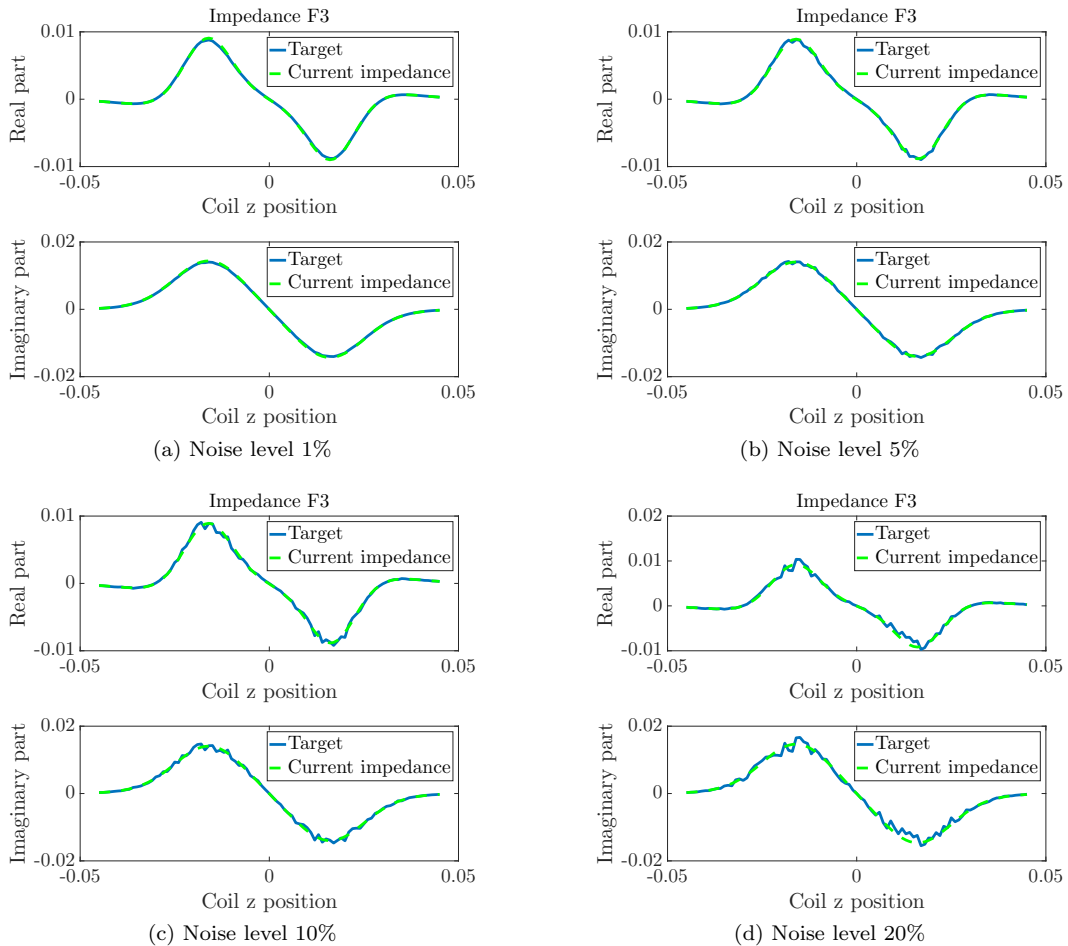 Impedance F3
0.01
0
-0.01
Real part
Target
Current impedance
-0.05
0
0.05
Coil z position
0.02
0
-0.02
Imaginary part
Target
Current impedance
-0.05
0
0.05
Coil z position
(a) Noise level 1%
Impedance F3
0.01
0
-0.01
Real part
Target
Current impedance
-0.05
0
0.05
Coil z position
0.02
0
-0.02
Imaginary part
Target
Current impedance
-0.05
0
0.05
Coil z position
(b) Noise level 5%
Impedance F3
0.01
0
-0.01
Real part
Target
Current impedance
-0.05
0
0.05
Coil z position
0.02
0
-0.02
Imaginary part
Target
Current impedance
-0.05
0
0.05
Coil z position
(c) Noise level 10%
Impedance F3
0.02
0.01
0
-0.01
Real part
Target
Current impedance
-0.05
0
0.05
Coil z position
0.02
0
-0.02
Imaginary part
Target
Current impedance
-0.05
0
0.05
Coil z position
(d) Noise level 20%